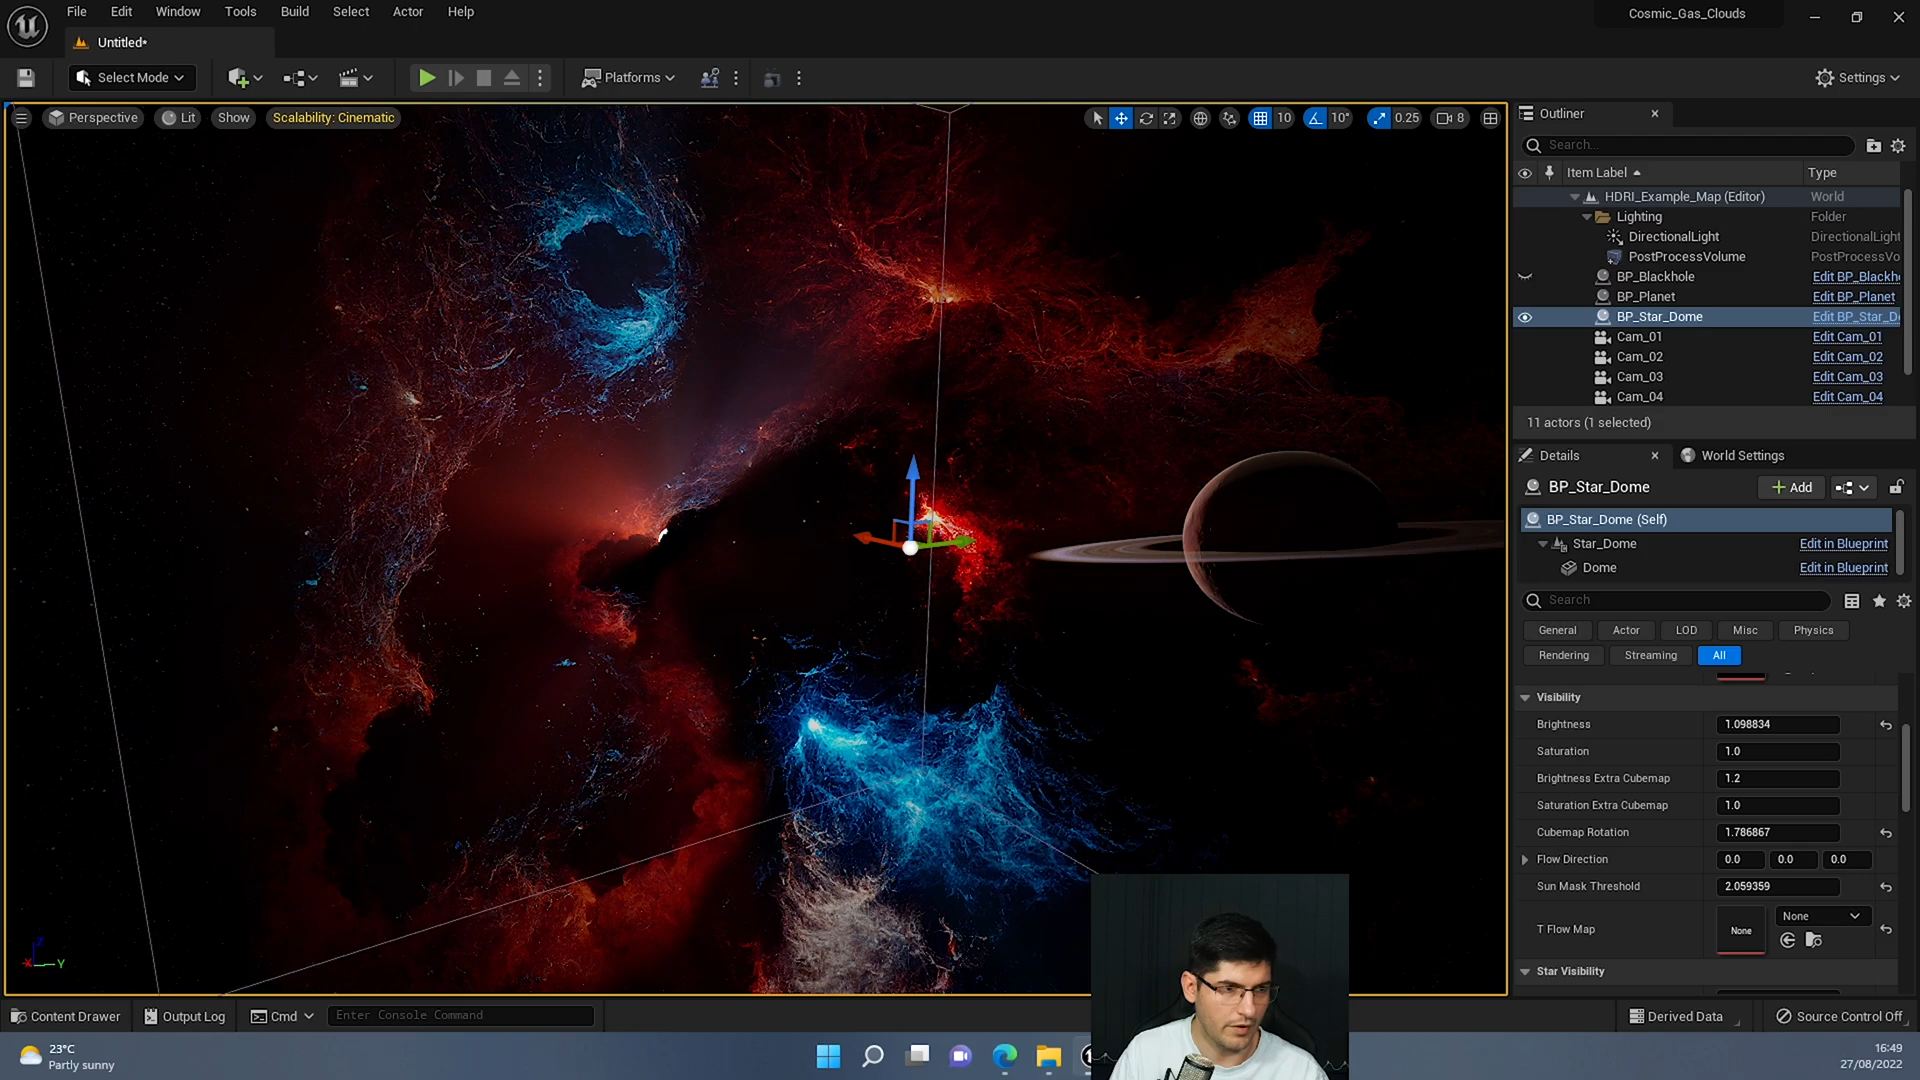 File Edit Window Tools Build Select Actor Help
Cosmic_Gas_Clouds
Untitled*
Select Mode
Platforms
Settings
Perspective
Lit
Show
Scalability: Cinematic
10
10°
0.25
8
Outliner
Search...
Item Label
Type
HDRI_Example_Map (Editor) World
Lighting Folder
DirectionalLight DirectionalLight
PostProcessVolume PostProcessVo
BP_Blackhole Edit BP_Blackh
BP_Planet Edit BP_Planet
BP_Star_Dome Edit BP_Star_D
Cam_01 Edit Cam_01
Cam_02 Edit Cam_02
Cam_03 Edit Cam_03
Cam_04 Edit Cam_04
11 actors (1 selected)
Details
World Settings
BP_Star_Dome
Add
BP_Star_Dome (Self)
Star_Dome Edit in Blueprint
Dome Edit in Blueprint
Search
General Actor LOD Misc Physics
Rendering Streaming All
Visibility
Brightness 1.098834
Saturation 1.0
Brightness Extra Cubemap 1.2
Saturation Extra Cubemap 1.0
Cubemap Rotation 1.786867
Flow Direction 0.0 0.0 0.0
Sun Mask Threshold 2.059359
T Flow Map None None
Star Visibility
Z
X Y
Content Drawer
Output Log
Cmd
Enter Console Command
Derived Data
Source Control Off
23°C
Partly sunny
16:49
27/08/2022